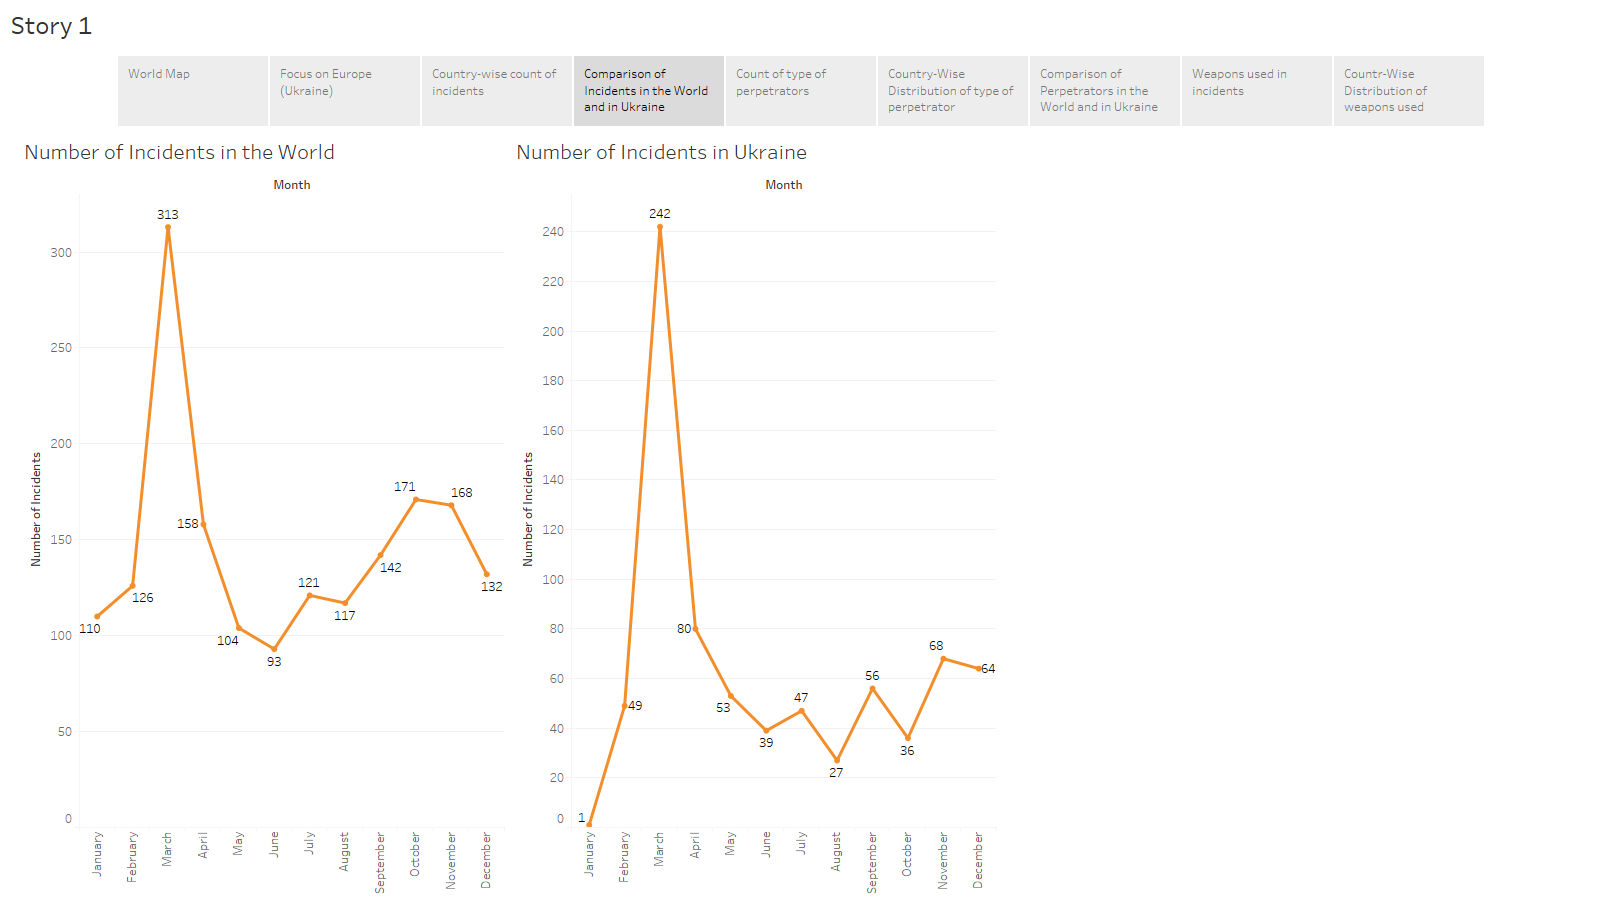 Story 1
World Map
Focus on Europe
(Ukraine)
Country-wise count of
incidents
Comparison of
Incidents in the World
and in Ukraine
Count of type of
perpetrators
Country-Wise
Distribution of type of
perpetrator
Comparison of
Perpetrators in the
World and in Ukraine
Weapons used in
incidents
Countr-Wise
Distribution of
weapons used
Number of Incidents in the World
Month
Number of Incidents
300
250
200
150
100
50
0
110
126
313
158
104
93
121
117
142
171
168
132
January
February
March
April
May
June
July
August
September
October
November
December
Number of Incidents in Ukraine
Month
Number of Incidents
240
220
200
180
160
140
120
100
80
60
40
20
0
1
49
242
80
53
39
47
27
56
36
68
64
January
February
March
April
May
June
July
August
September
October
November
December